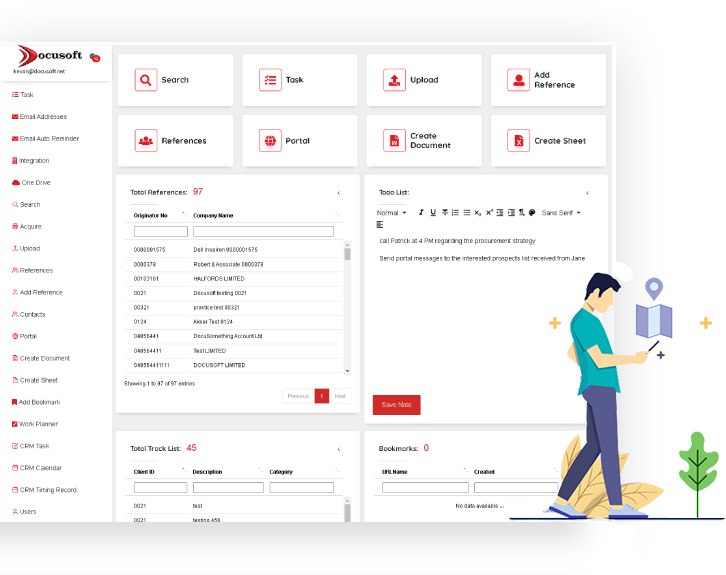 Docusoft
kevan@docusoft.net
Task
Email Addresses
Email Auto Reminder
Integration
One Drive
Search
Acquire
Upload
References
Add Reference
Contacts
Portal
Create Document
Create Sheet
Add Bookmark
Work Planner
CRM Task
CRM Calendar
CRM Timing Record
Users
Search
Task
Upload
Add
Reference
References
Portal
Create
Document
Create Sheet
Total References: 97
Originator No Company Name
0000001575 Dell Inspiron 0000001575
0000378 Robert & Associate 0000378
00103161 HALFORDS LIMITED
0021 Docusoft testing 0021
00321 practice test 00321
0124 Akbar Test 0124
048564411 DocuSomething Account Ltd
048564411 Test LIMITED
04856441111 DOCUSOFT LIMITED
Showing 1 to 97 of 97 entries
Previous 1 Next
Todo List:
Normal Sans Serif
call Patrick at 4 PM regarding the procurement strategy
Send portal messages to the interested prospects list received from Jane
Save Note
Total Track List: 45
Client ID Description Category
0021 test
0021 testing 458
Bookmarks: 0
URL Name Created
No data available ...